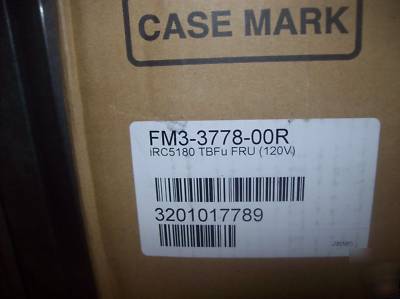 CASE MARK
FM3-3778-00R
iRC5180 TBFu FRU (120V)
3201017789